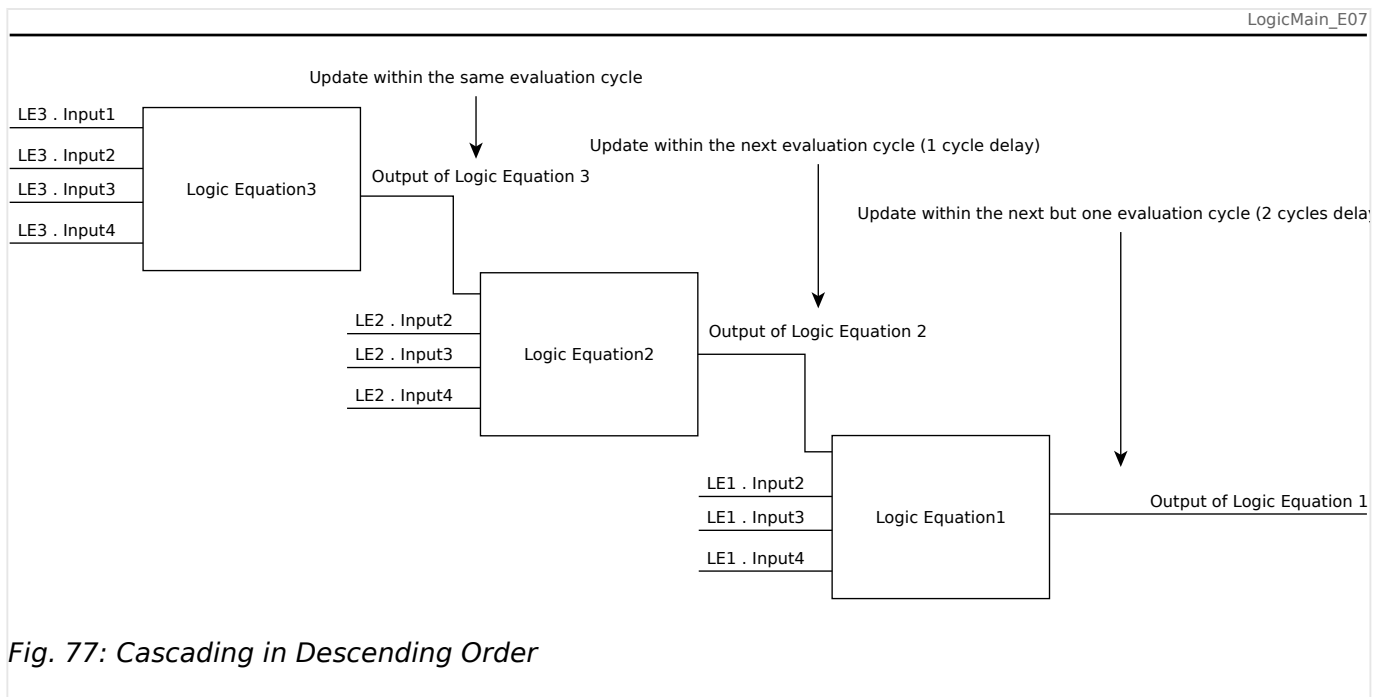 LogicMain_E07
Update within the same evaluation cycle
LE3 . Input1
Update within the next evaluation cycle (1 cycle delay)
LE3 . Input2
Output of Logic Equation 3
LE3 . Input3
Logic Equation3
Update within the next but one evaluation cycle (2 cycles delay
LE3 . Input4
LE2 . Input2
Output of Logic Equation 2
LE2 . Input3
Logic Equation2
LE2 . Input4
LE1 . Input2
Output of Logic Equation 1
LE1 . Input3
Logic Equation1
LE1 . Input4
Fig. 77: Cascading in Descending Order